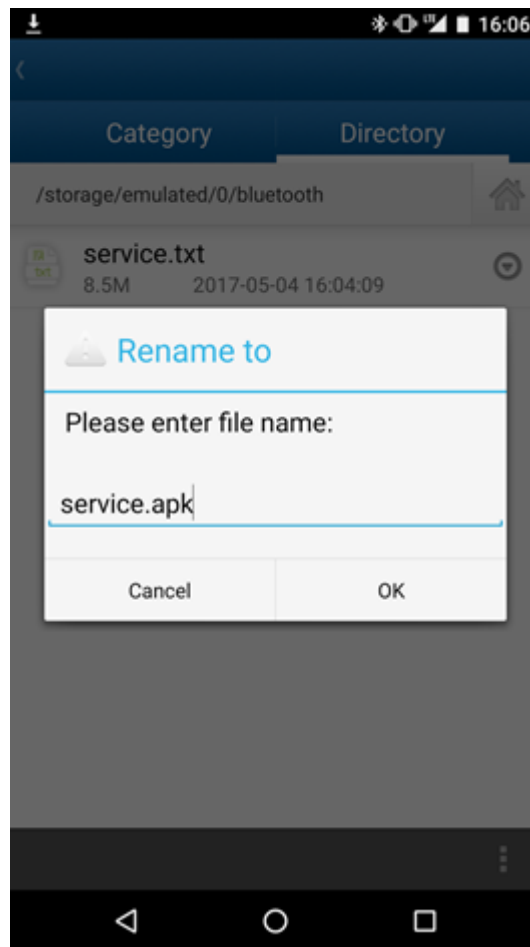 LTE 16:06
Category Directory
/storage/emulated/0/bluetooth
service.txt
8.5M 2017-05-04 16:04:09
Rename to
Please enter file name:
service.apk
Cancel OK